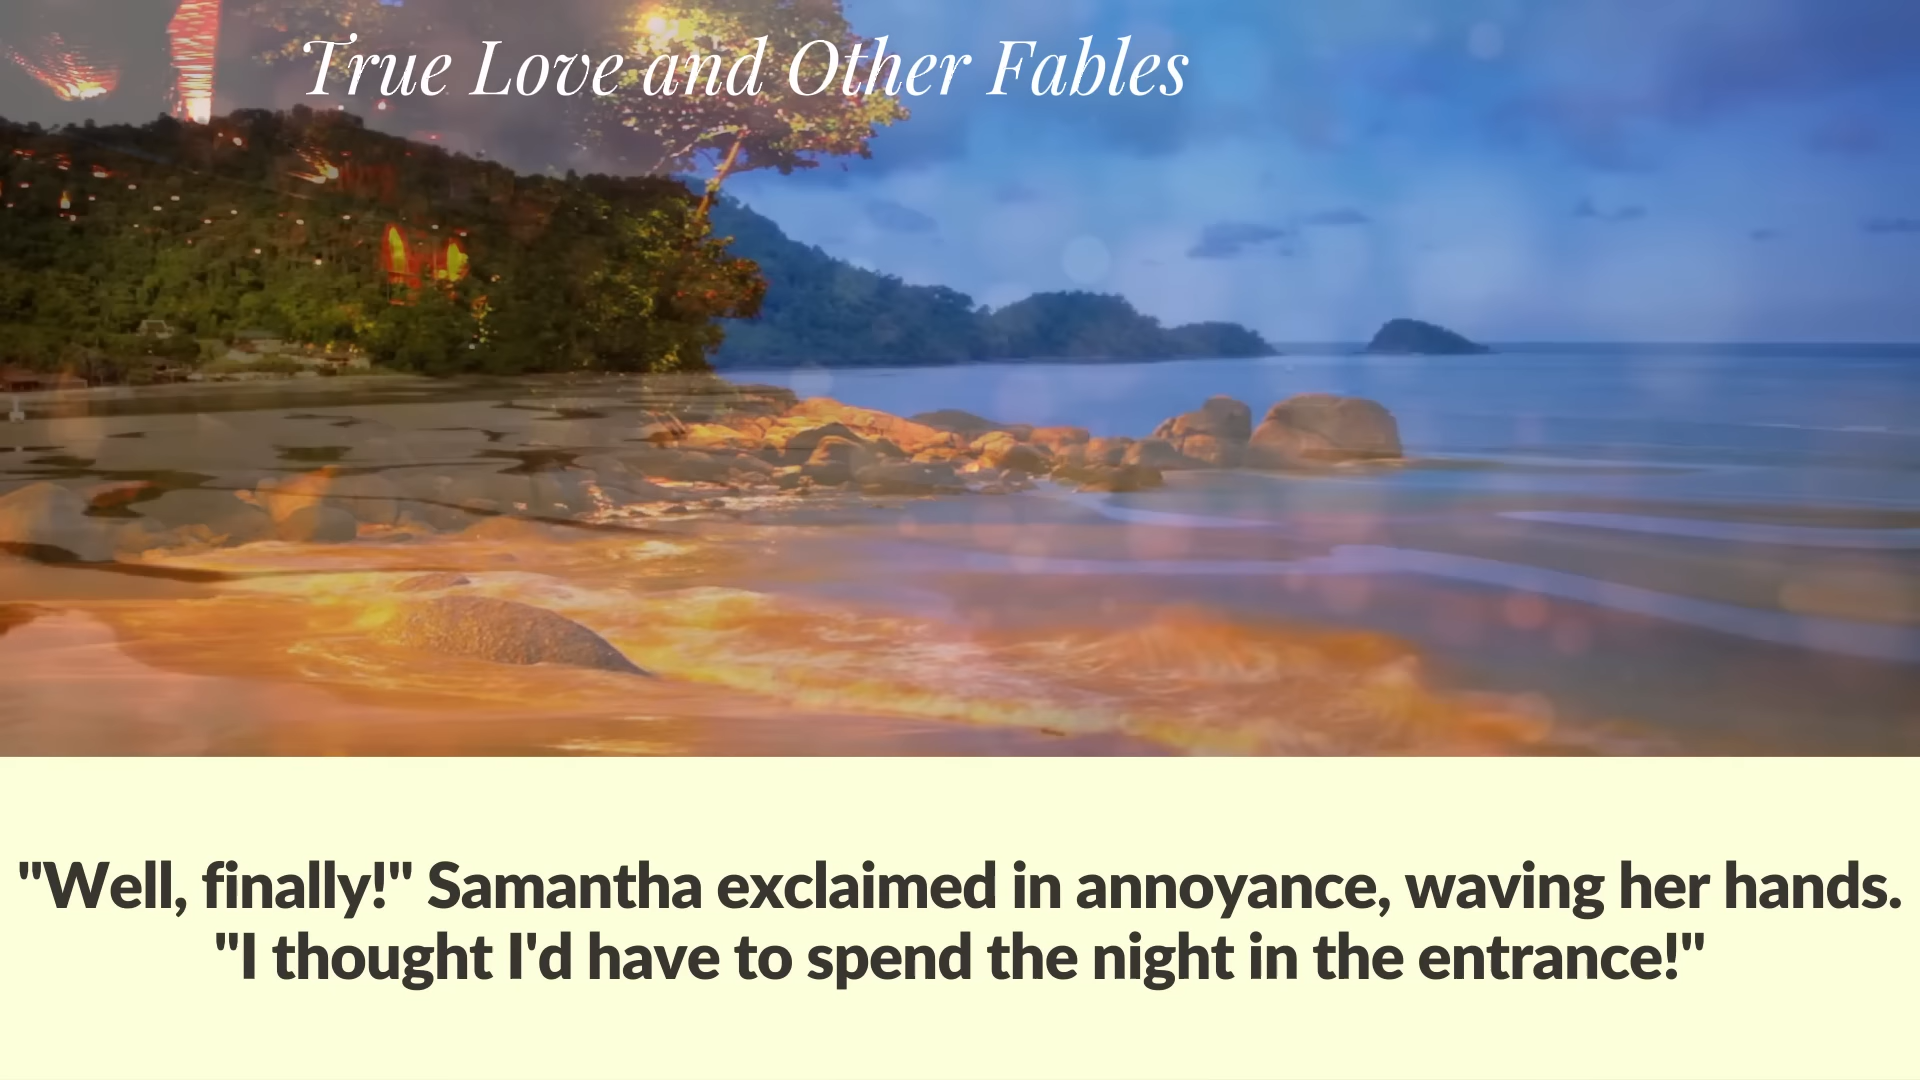 True Love and Other Fables
"Well, finally!" Samantha exclaimed in annoyance, waving her hands.
"I thought I'd have to spend the night in the entrance!"